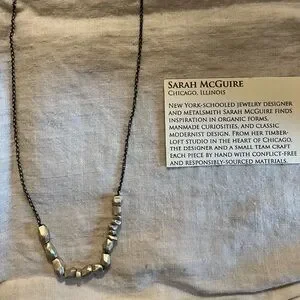 SARAH MCGUIRE
CHICAGO, ILLINOIS
NEW YORK-SCHOOLED JEWELRY DESIGNER
AND METALSMITH SARAH MCGUIRE FINDS
INSPIRATION IN ORGANIC FORMS,
MANMADE CURIOSITIES, AND CLASSIC
MODERNIST DESIGN. FROM HER TIMBER-
LOFT STUDIO IN THE HEART OF CHICAGO,
THE DESIGNER AND A SMALL TEAM CRAFT
EACH PIECE BY HAND WITH CONFLICT-FREE
AND RESPONSIBLY-SOURCED MATERIALS.